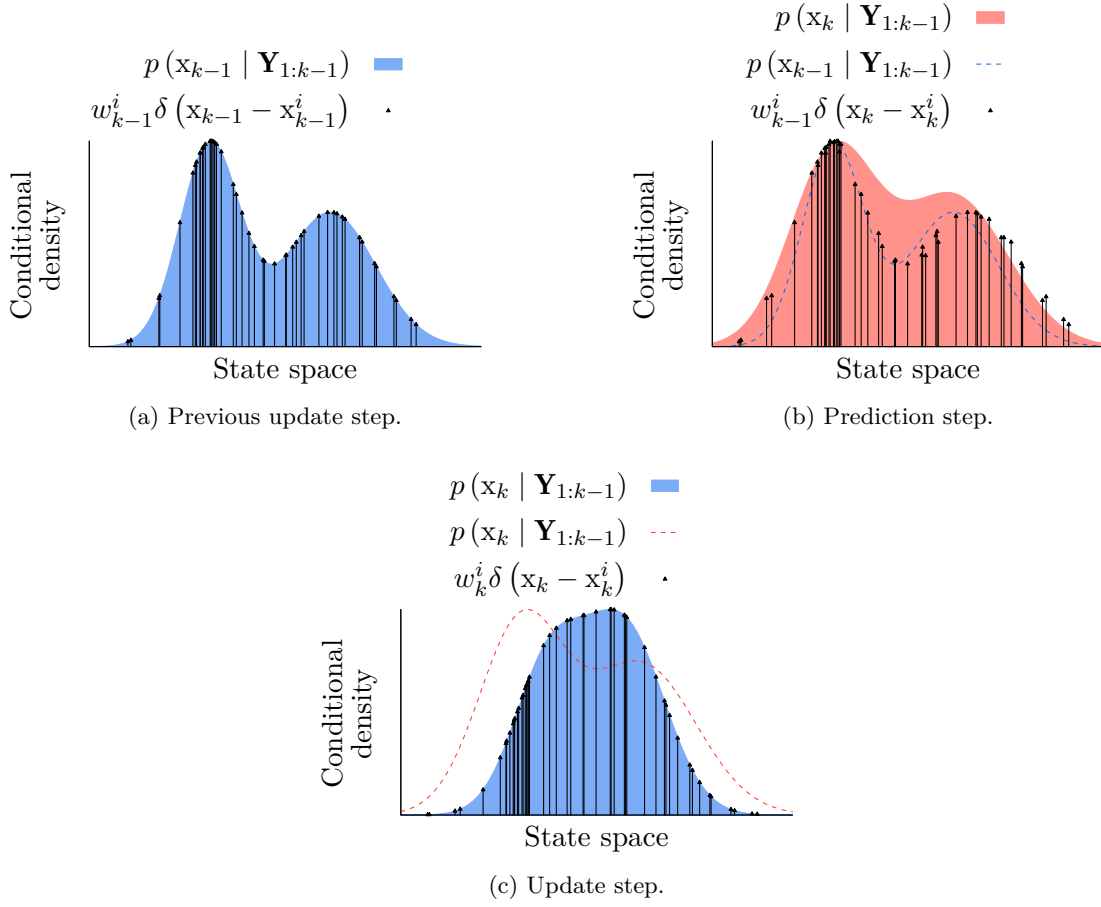 p (x_{k−1} | Y_{1:k−1})
w^i_{k−1} δ (x_{k−1} − x^i_{k−1})
Conditional
density
State space
(a) Previous update step.
p (x_k | Y_{1:k−1})
p (x_{k−1} | Y_{1:k−1})
w^i_{k−1} δ (x_k − x^i_k)
Conditional
density
State space
(b) Prediction step.
p (x_k | Y_{1:k−1})
p (x_k | Y_{1:k−1})
w^i_k δ (x_k − x^i_k)
Conditional
density
State space
(c) Update step.